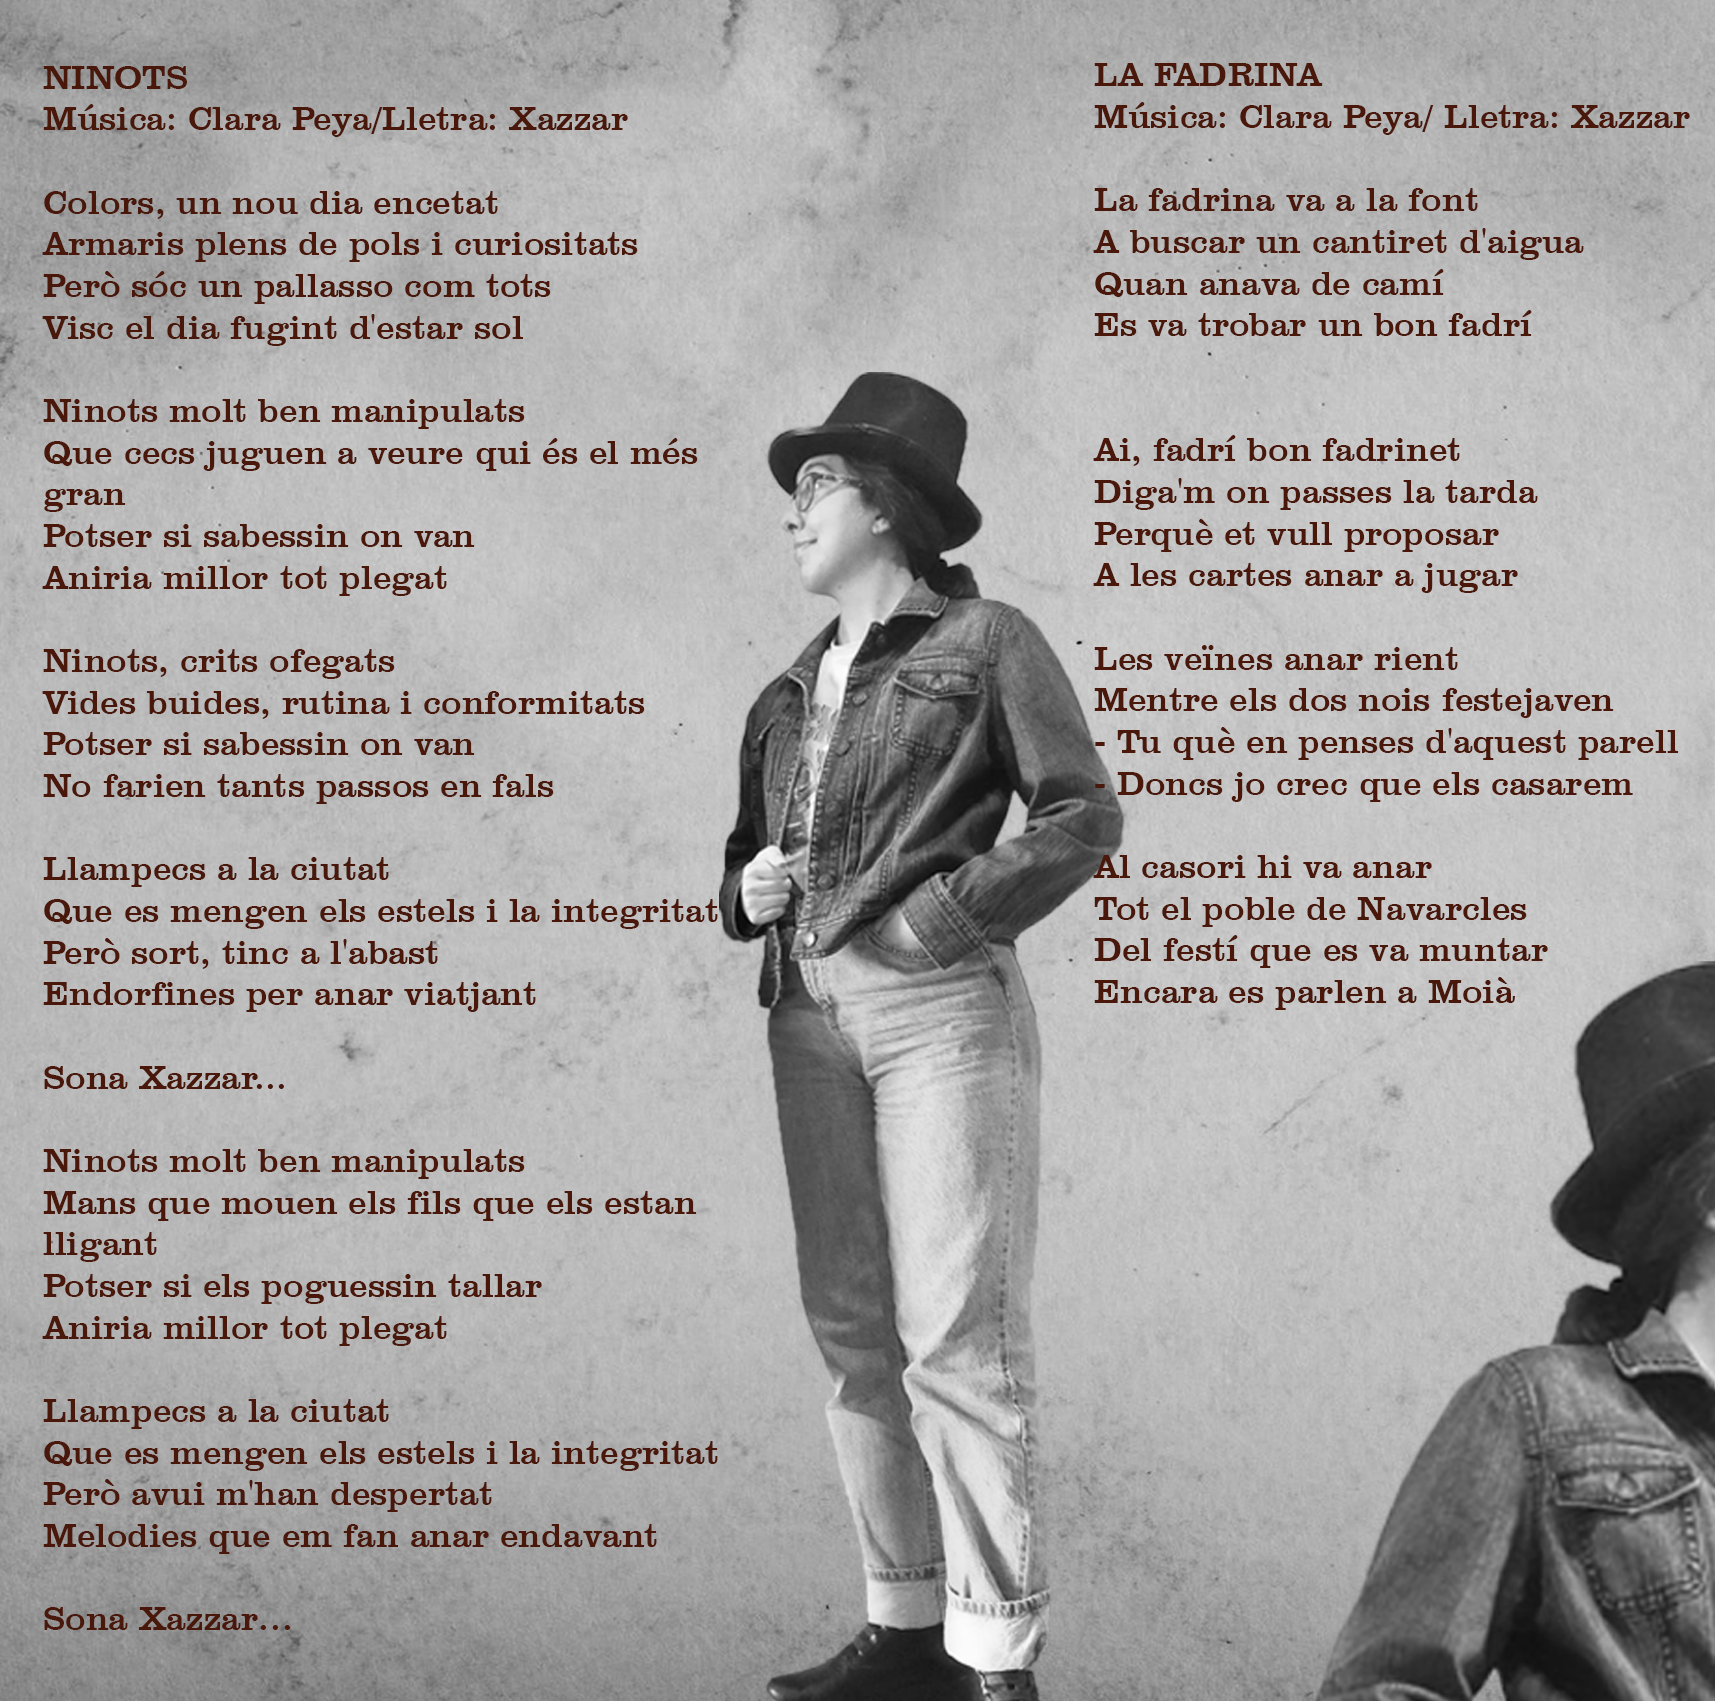 NINOTS
Música: Clara Peya/Lletra: Xazzar
Colors, un nou dia encetat
Armaris plens de pols i curiositats
Però sóc un pallasso com tots
Visc el dia fugint d'estar sol
Ninots molt ben manipulats
Que cecs juguen a veure qui és el més
gran
Potser si sabessin on van
Aniria millor tot plegat
Ninots, crits ofegats
Vides buides, rutina i conformitats
Potser si sabessin on van
No farien tants passos en fals
Llampecs a la ciutat
Que es mengen els estels i la integritat
Però sort, tinc a l'abast
Endorfines per anar viatjant
Sona Xazzar...
Ninots molt ben manipulats
Mans que mouen els fils que els estan
lligant
Potser si els poguessin tallar
Aniria millor tot plegat
Llampecs a la ciutat
Que es mengen els estels i la integritat
Però avui m'han despertat
Melodies que em fan anar endavant
Sona Xazzar...
LA FADRINA
Música: Clara Peya/ Lletra: Xazzar
La fadrina va a la font
A buscar un cantiret d'aigua
Quan anava de camí
Es va trobar un bon fadrí
Ai, fadrí bon fadrinet
Diga'm on passes la tarda
Perquè et vull proposar
A les cartes anar a jugar
Les veïnes anar rient
Mentre els dos nois festejaven
- Tu què en penses d'aquest parell
- Doncs jo crec que els casarem
Al casori hi va anar
Tot el poble de Navarcles
Del festí que es va muntar
Encara es parlen a Moià